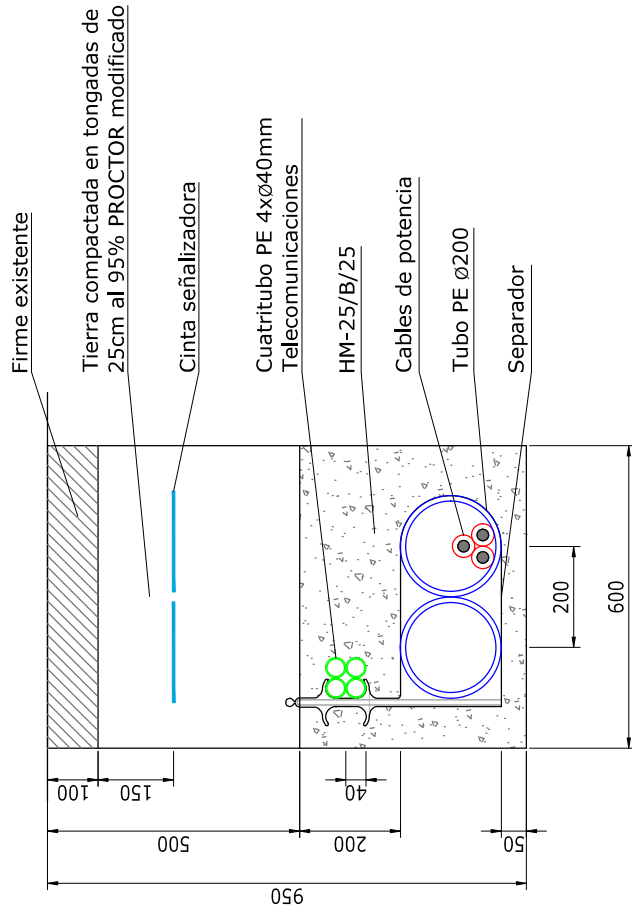 Firme existente
Tierra compactada en tongadas de
25cm al 95% PROCTOR modificado
Cinta señalizadora
Cuatritubo PE 4xØ40mm
Telecomunicaciones
HM-25/B/25
Cables de potencia
Tubo PE ø200
Separador
100
150
500
40
200
50
950
200
600